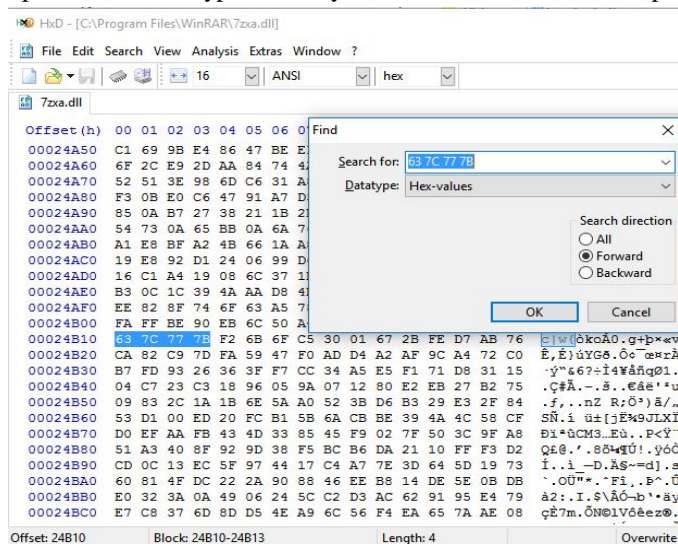 HxD - [C:\Program Files\WinRAR\7zxa.dll]
File Edit Search View Analysis Extras Window ?
16 ANSI hex
7zxa.dll
Offset(h) 00 01 02 03 04 05 06
Find
Search for: 63 7C 77 7B
Datatype: Hex-values
Search direction
All
Forward
Backward
OK Cancel
00024A50 C1 69 9B E4 86 47 BE
00024A60 6F 2C E9 2D AA 84 74
00024A70 52 51 3E 98 6D C6 31
00024A80 F3 0B E0 C6 47 91 A7
00024A90 85 0A B7 27 38 21 1B
00024AA0 54 73 0A 65 BB 0A 6A
00024AB0 A1 E8 BF A2 4B 66 1A
00024AC0 19 E8 92 D1 24 06 99
00024AD0 16 C1 A4 19 08 6C 37
00024AE0 B3 0C 1C 39 4A AA D8
00024AF0 EE 82 8F 74 6F 63 A5
00024B00 FA FF BE 90 EB 6C 50
00024B10 63 7C 77 7B F2 6B 6F C5 30 01 67 2B FE D7 AB 76 c|w{òkoÅ0.g+þ×«v
00024B20 CA 82 C9 7D FA 59 47 F0 AD D4 A2 AF 9C A4 72 C0
00024B30 B7 FD 93 26 36 3F F7 CC 34 A5 E5 F1 71 D8 31 15
00024B40 04 C7 23 C3 18 96 05 9A 07 12 80 E2 EB 27 B2 75
00024B50 09 83 2C 1A 1B 6E 5A A0 52 3B D6 B3 29 E3 2F 84
00024B60 53 D1 00 ED 20 FC B1 5B 6A CB BE 39 4A 4C 58 CF
00024B70 D0 EF AA FB 43 4D 33 85 45 F9 02 7F 50 3C 9F A8
00024B80 51 A3 40 8F 92 9D 38 F5 BC B6 DA 21 10 FF F3 D2
00024B90 CD 0C 13 EC 5F 97 44 17 C4 A7 7E 3D 64 5D 19 73
00024BA0 60 81 4F DC 22 2A 90 88 46 EE B8 14 DE 5E 0B DB
00024BB0 E0 32 3A 0A 49 06 24 5C C2 D3 AC 62 91 95 E4 79
00024BC0 E7 C8 37 6D 8D D5 4E A9 6C 56 F4 EA 65 7A AE 08
Offset: 24B10 Block: 24B10-24B13 Length: 4 Overwrite